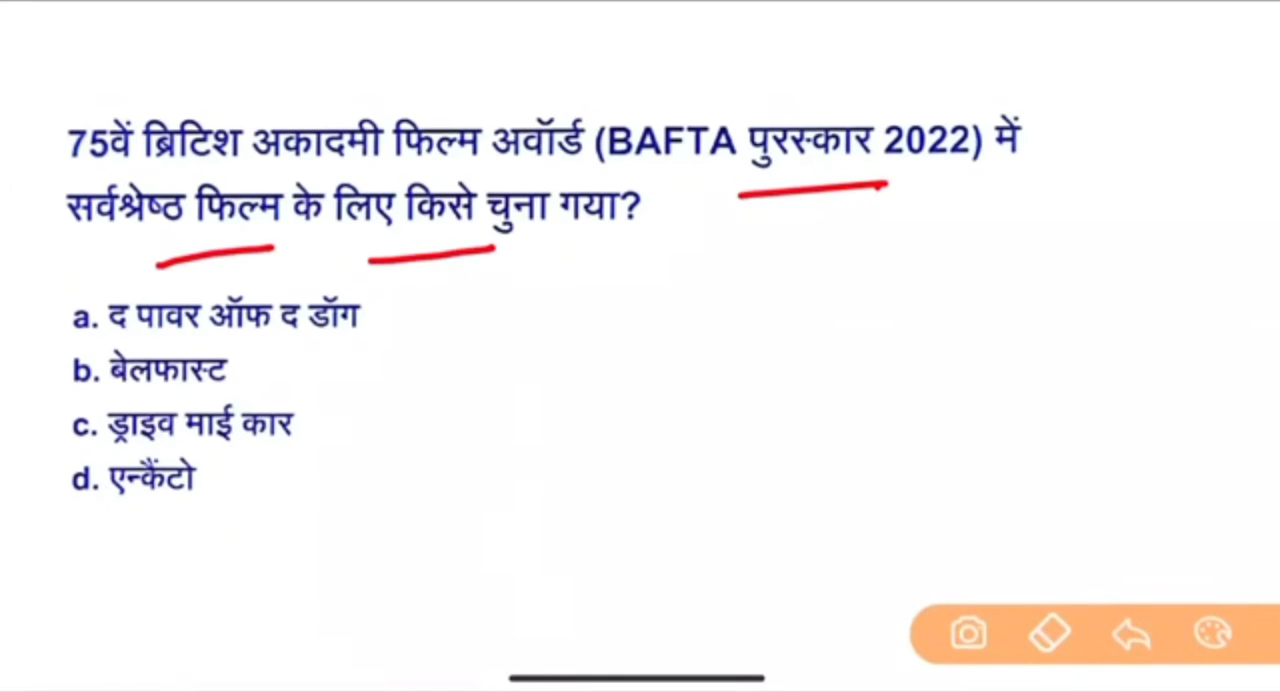 75वें ब्रिटिश अकादमी फिल्म अवॉर्ड (BAFTA पुरस्कार 2022) में
सर्वश्रेष्ठ फिल्म के लिए किसे चुना गया?
a. द पावर ऑफ द डॉग
b. बेलफास्ट
c. ड्राइव माई कार
d. एन्कैंटो